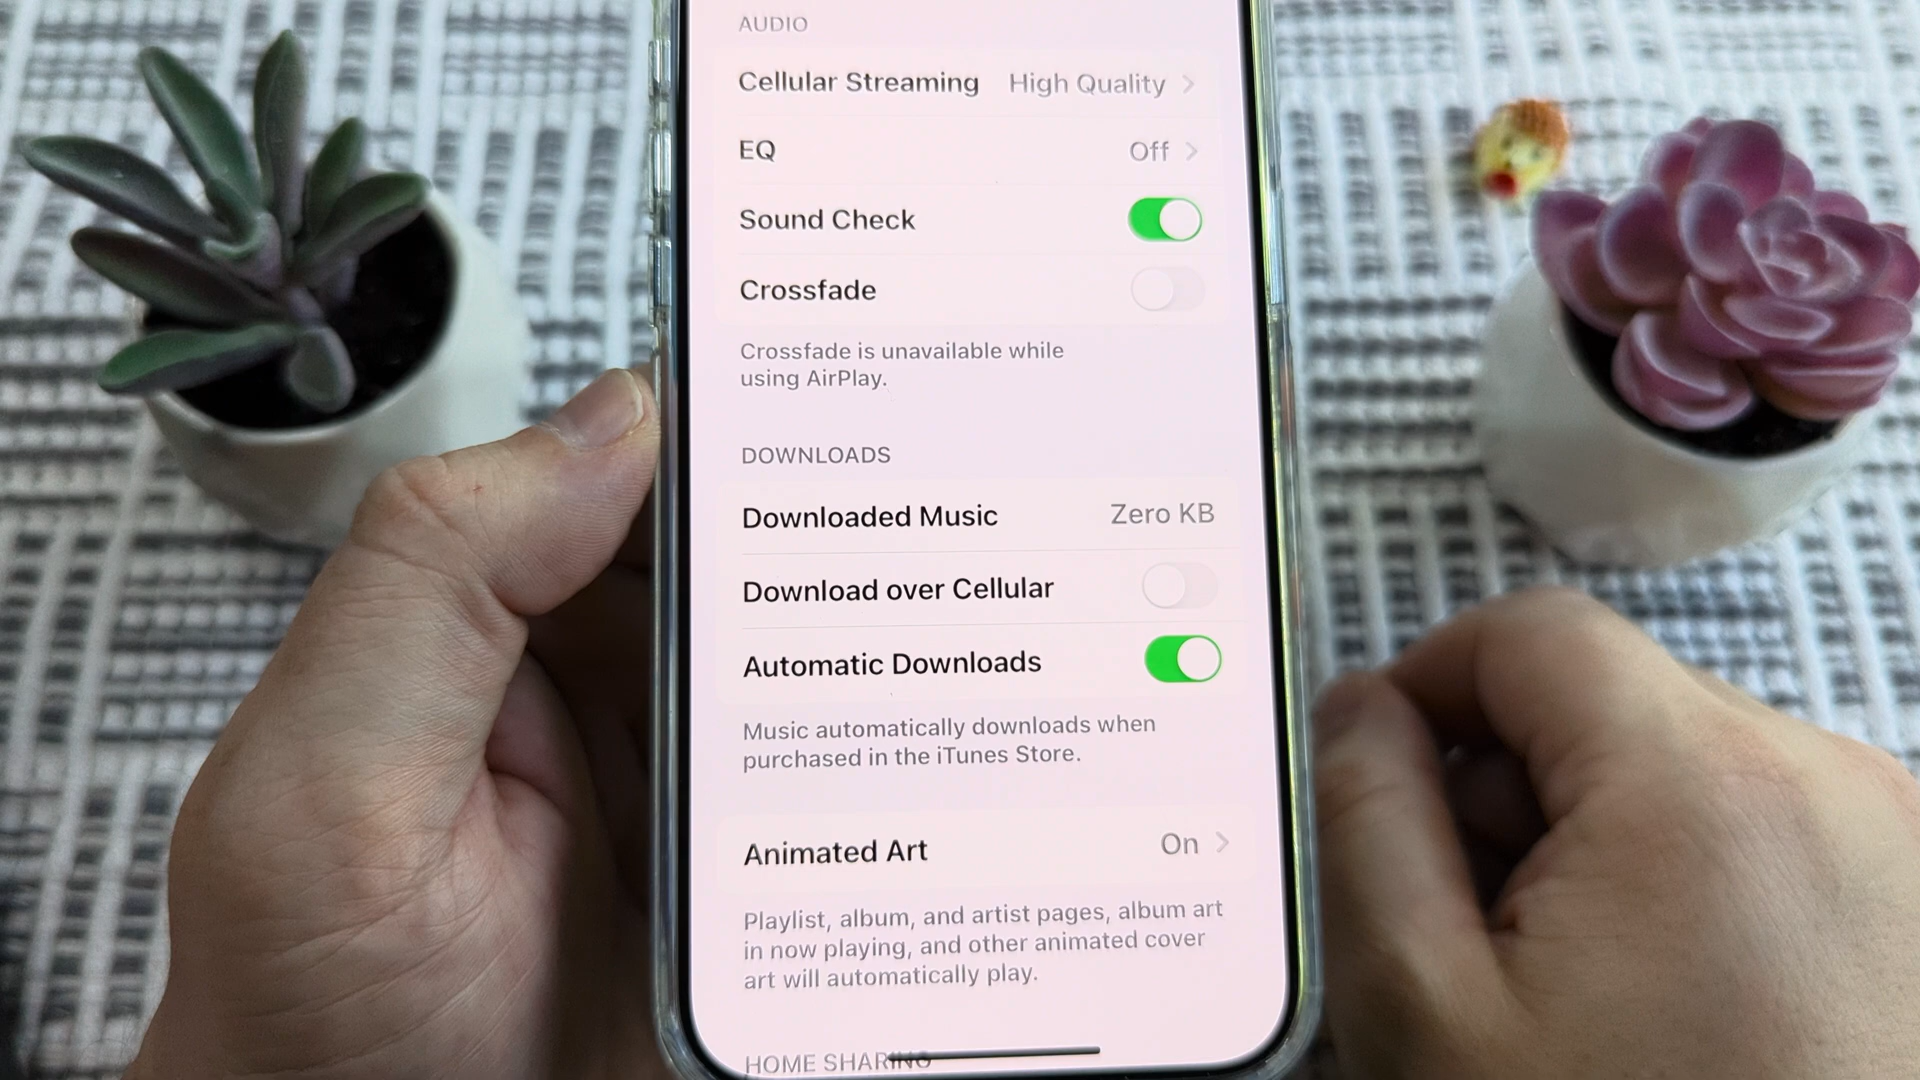 AUDIO
Cellular Streaming High Quality
EQ Off
Sound Check
Crossfade
Crossfade is unavailable while
using AirPlay.
DOWNLOADS
Downloaded Music Zero KB
Download over Cellular
Automatic Downloads
Music automatically downloads when
purchased in the iTunes Store.
Animated Art On
Playlist, album, and artist pages, album art
in now playing, and other animated cover
art will automatically play.
HOME SHARING